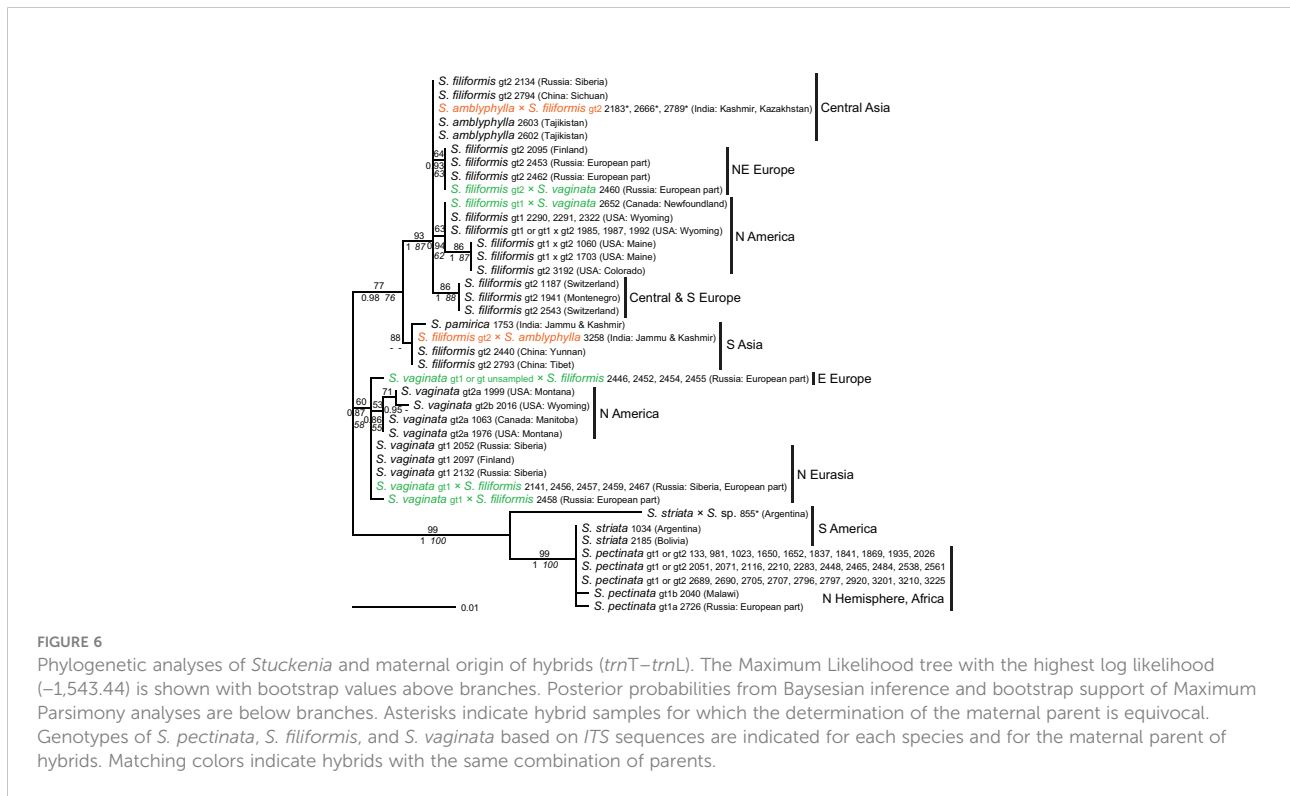 S. filiformis gt2 2134 (Russia: Siberia)
S. filiformis gt2 2794 (China: Sichuan)
S. amblyphylla × S. filiformis gt2 2183*, 2666*, 2789* (India: Kashmir, Kazakhstan)
S. amblyphylla 2603 (Tajikistan)
S. amblyphylla 2602 (Tajikistan)
Central Asia
64
0.93
63
S. filiformis gt2 2095 (Finland)
S. filiformis gt2 2453 (Russia: European part)
S. filiformis gt2 2462 (Russia: European part)
S. filiformis gt2 × S. vaginata 2460 (Russia: European part)
NE Europe
S. filiformis gt1 × S. vaginata 2652 (Canada: Newfoundland)
S. filiformis gt1 2290, 2291, 2322 (USA: Wyoming)
S. filiformis gt1 or gt1 x gt2 1985, 1987, 1992 (USA: Wyoming)
S. filiformis gt1 x gt2 1060 (USA: Maine)
S. filiformis gt1 x gt2 1703 (USA: Maine)
S. filiformis gt2 3192 (USA: Colorado)
N America
93
1 87
63
0.94
62
86
1 87
S. filiformis gt2 1187 (Switzerland)
S. filiformis gt2 1941 (Montenegro)
S. filiformis gt2 2543 (Switzerland)
Central & S Europe
86
1 88
77
0.98 76
S. pamirica 1753 (India: Jammu & Kashmir)
S. filiformis gt2 × S. amblyphylla 3258 (India: Jammu & Kashmir)
S. filiformis gt2 2440 (China: Yunnan)
S. filiformis gt2 2793 (China: Tibet)
S Asia
88
- -
S. vaginata gt1 or gt unsampled × S. filiformis 2446, 2452, 2454, 2455 (Russia: European part)
E Europe
S. vaginata gt2a 1999 (USA: Montana)
S. vaginata gt2b 2016 (USA: Wyoming)
S. vaginata gt2a 1063 (Canada: Manitoba)
S. vaginata gt2a 1976 (USA: Montana)
N America
60
0.87
58
53
0.86
55
71
0.95 -
S. vaginata gt1 2052 (Russia: Siberia)
S. vaginata gt1 2097 (Finland)
S. vaginata gt1 2132 (Russia: Siberia)
S. vaginata gt1 × S. filiformis 2141, 2456, 2457, 2459, 2467 (Russia: Siberia, European part)
S. vaginata gt1 × S. filiformis 2458 (Russia: European part)
N Eurasia
S. striata × S. sp. 855* (Argentina)
S. striata 1034 (Argentina)
S. striata 2185 (Bolivia)
S America
99
1 100
99
1 100
S. pectinata gt1 or gt2 133, 981, 1023, 1650, 1652, 1837, 1841, 1869, 1935, 2026
S. pectinata gt1 or gt2 2051, 2071, 2116, 2210, 2283, 2448, 2465, 2484, 2538, 2561
S. pectinata gt1 or gt2 2689, 2690, 2705, 2707, 2796, 2797, 2920, 3201, 3210, 3225
S. pectinata gt1b 2040 (Malawi)
S. pectinata gt1a 2726 (Russia: European part)
N Hemisphere, Africa
0.01
FIGURE 6
Phylogenetic analyses of Stuckenia and maternal origin of hybrids (trnT–trnL). The Maximum Likelihood tree with the highest log likelihood
(−1,543.44) is shown with bootstrap values above branches. Posterior probabilities from Baysesian inference and bootstrap support of Maximum
Parsimony analyses are below branches. Asterisks indicate hybrid samples for which the determination of the maternal parent is equivocal.
Genotypes of S. pectinata, S. filiformis, and S. vaginata based on ITS sequences are indicated for each species and for the maternal parent of
hybrids. Matching colors indicate hybrids with the same combination of parents.